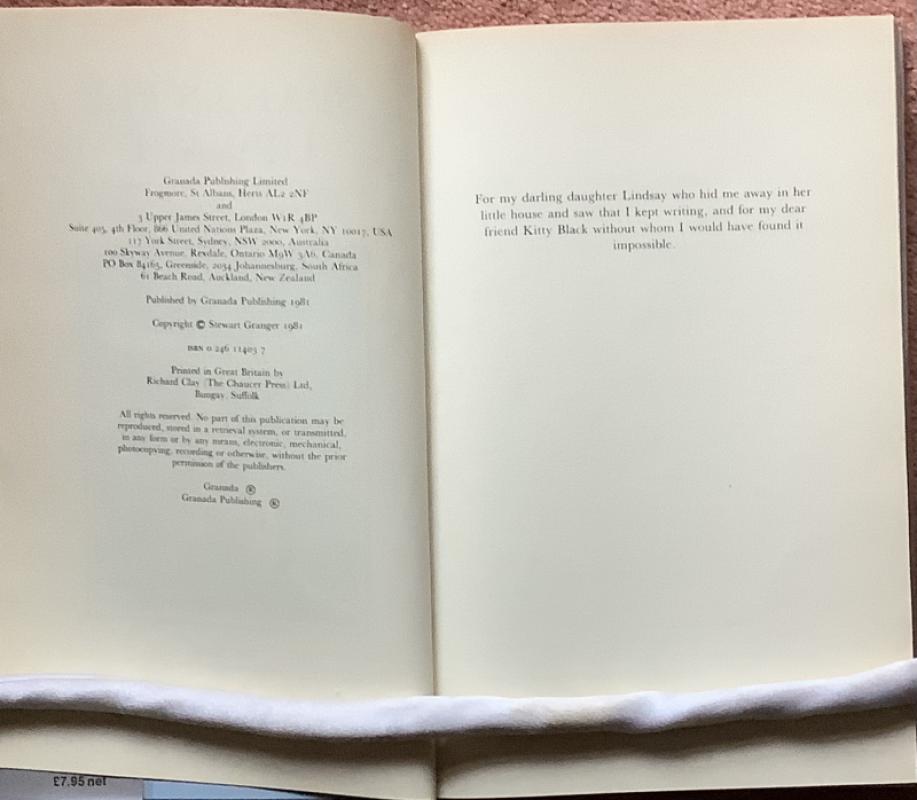 Granada Publishing Limited
Frogmore, St Albans, Herts AL2 2NF
and
3 Upper James Street, London W1R 4BP
Suite 405, 4th Floor, 866 United Nations Plaza, New York, NY 10017, USA
117 York Street, Sydney, NSW 2000, Australia
100 Skyway Avenue, Rexdale, Ontario M9W 3A6, Canada
PO Box 84165, Greenside, 2034 Johannesburg, South Africa
61 Beach Road, Auckland, New Zealand
Published by Granada Publishing 1981
Copyright © Stewart Granger 1981
ISBN 0 246 11403 7
Printed in Great Britain by
Richard Clay (The Chaucer Press) Ltd,
Bungay, Suffolk
All rights reserved. No part of this publication may be
reproduced, stored in a retrieval system, or transmitted,
in any form or by any means, electronic, mechanical,
photocopying, recording or otherwise, without the prior
permission of the publishers.
Granada ®
Granada Publishing ®
For my darling daughter Lindsay who hid me away in her
little house and saw that I kept writing, and for my dear
friend Kitty Black without whom I would have found it
impossible.
£7.95 net